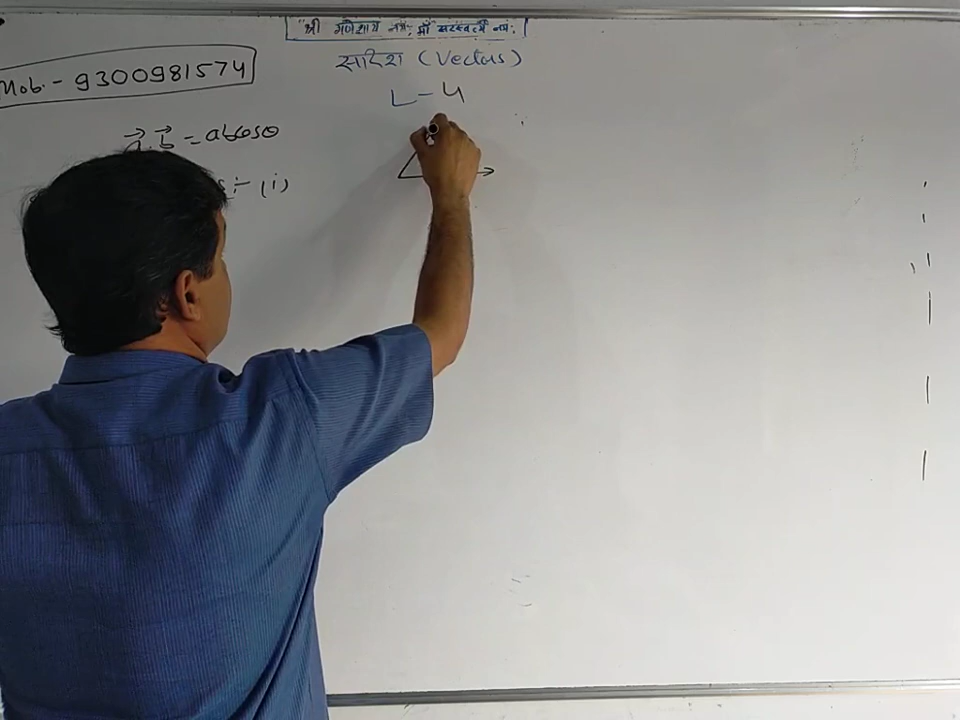 "श्री गणेशाय नमः, माँ सरस्वत्यै नमः"
सदिश (Vectors)
Mob. - 9300981574
L - 4
a⃗.b⃗ = abcosθ
:- (i)